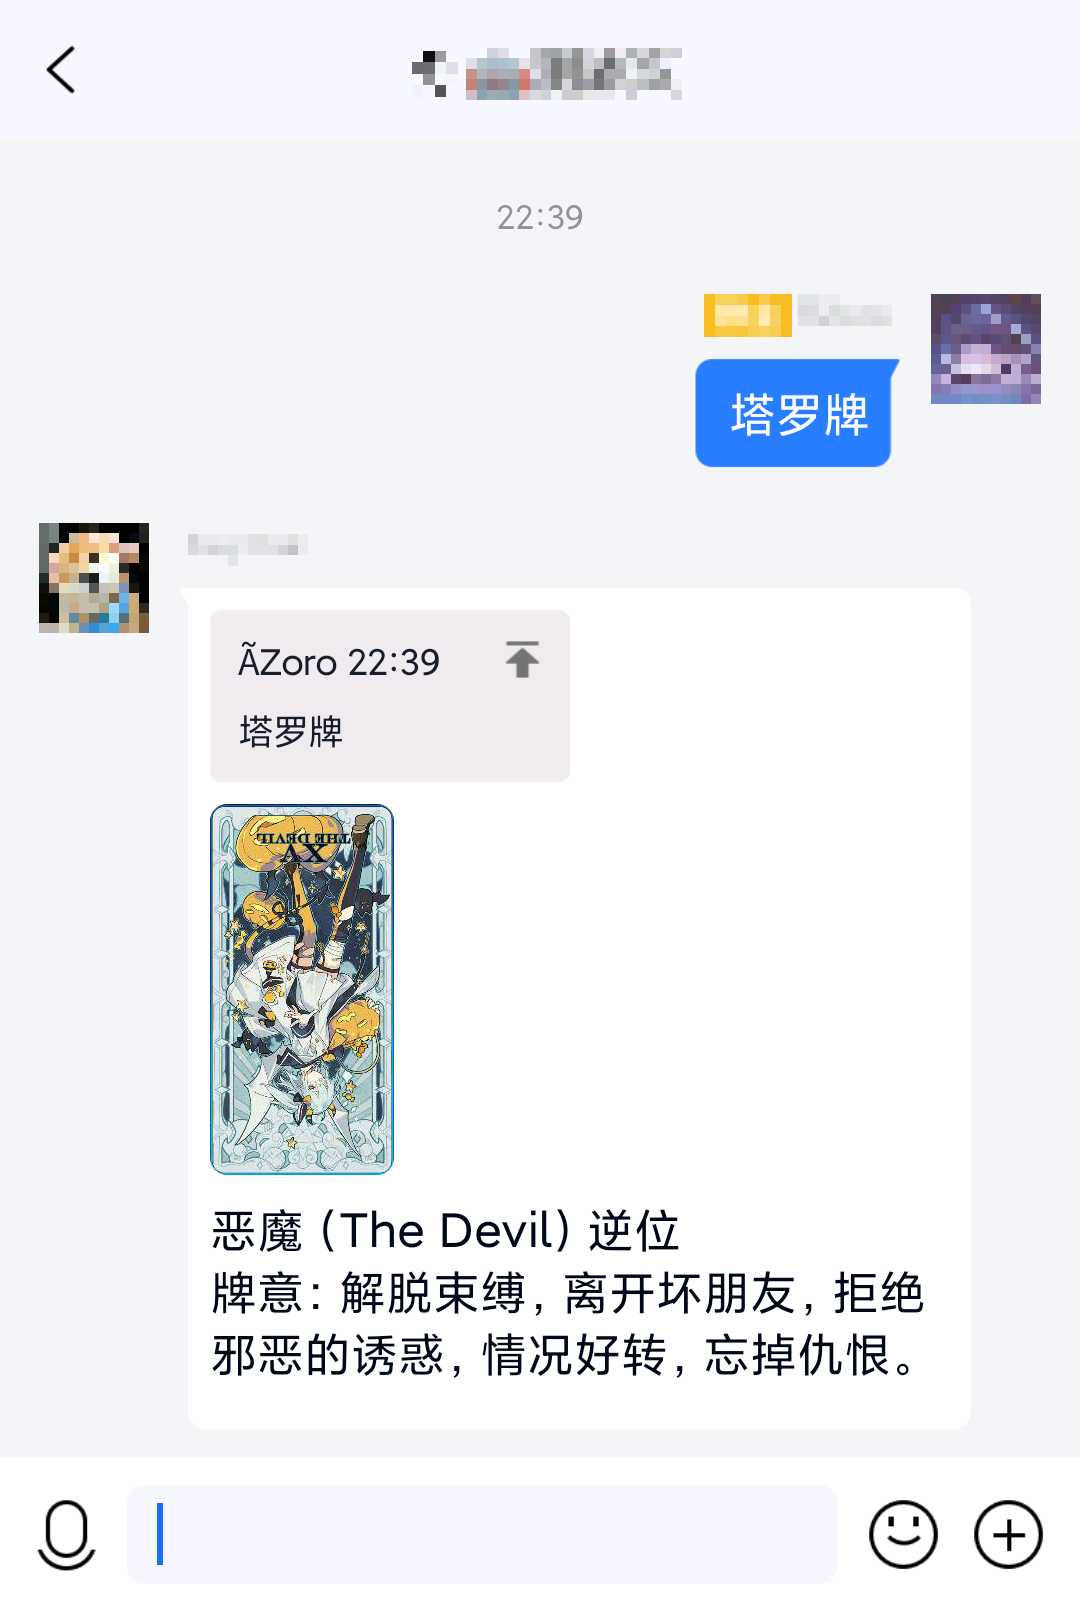 22:39
塔罗牌
ÃZoro 22:39
塔罗牌
THE DEVIL
XV
恶魔（The Devil）逆位
牌意：解脱束缚，离开坏朋友，拒绝
邪恶的诱惑，情况好转，忘掉仇恨。